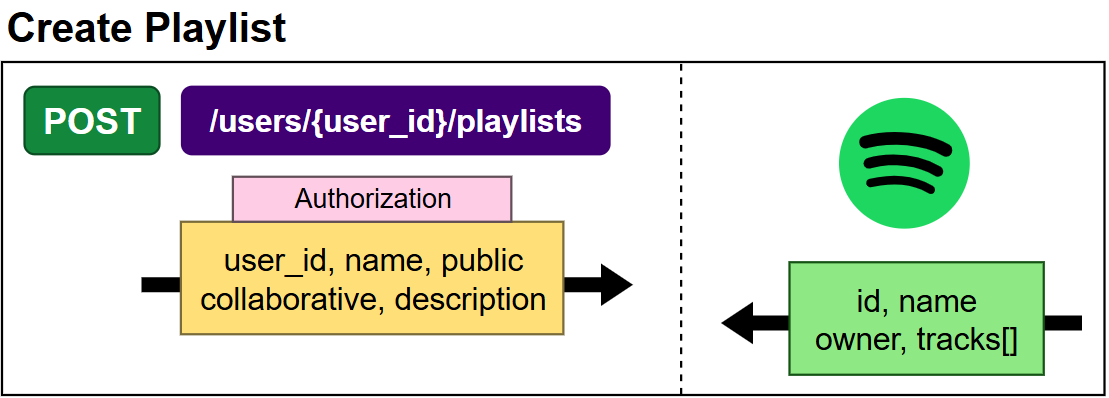 Create Playlist
POST
/users/{user_id}/playlists
Authorization
user_id, name, public
collaborative, description
id, name
owner, tracks[]